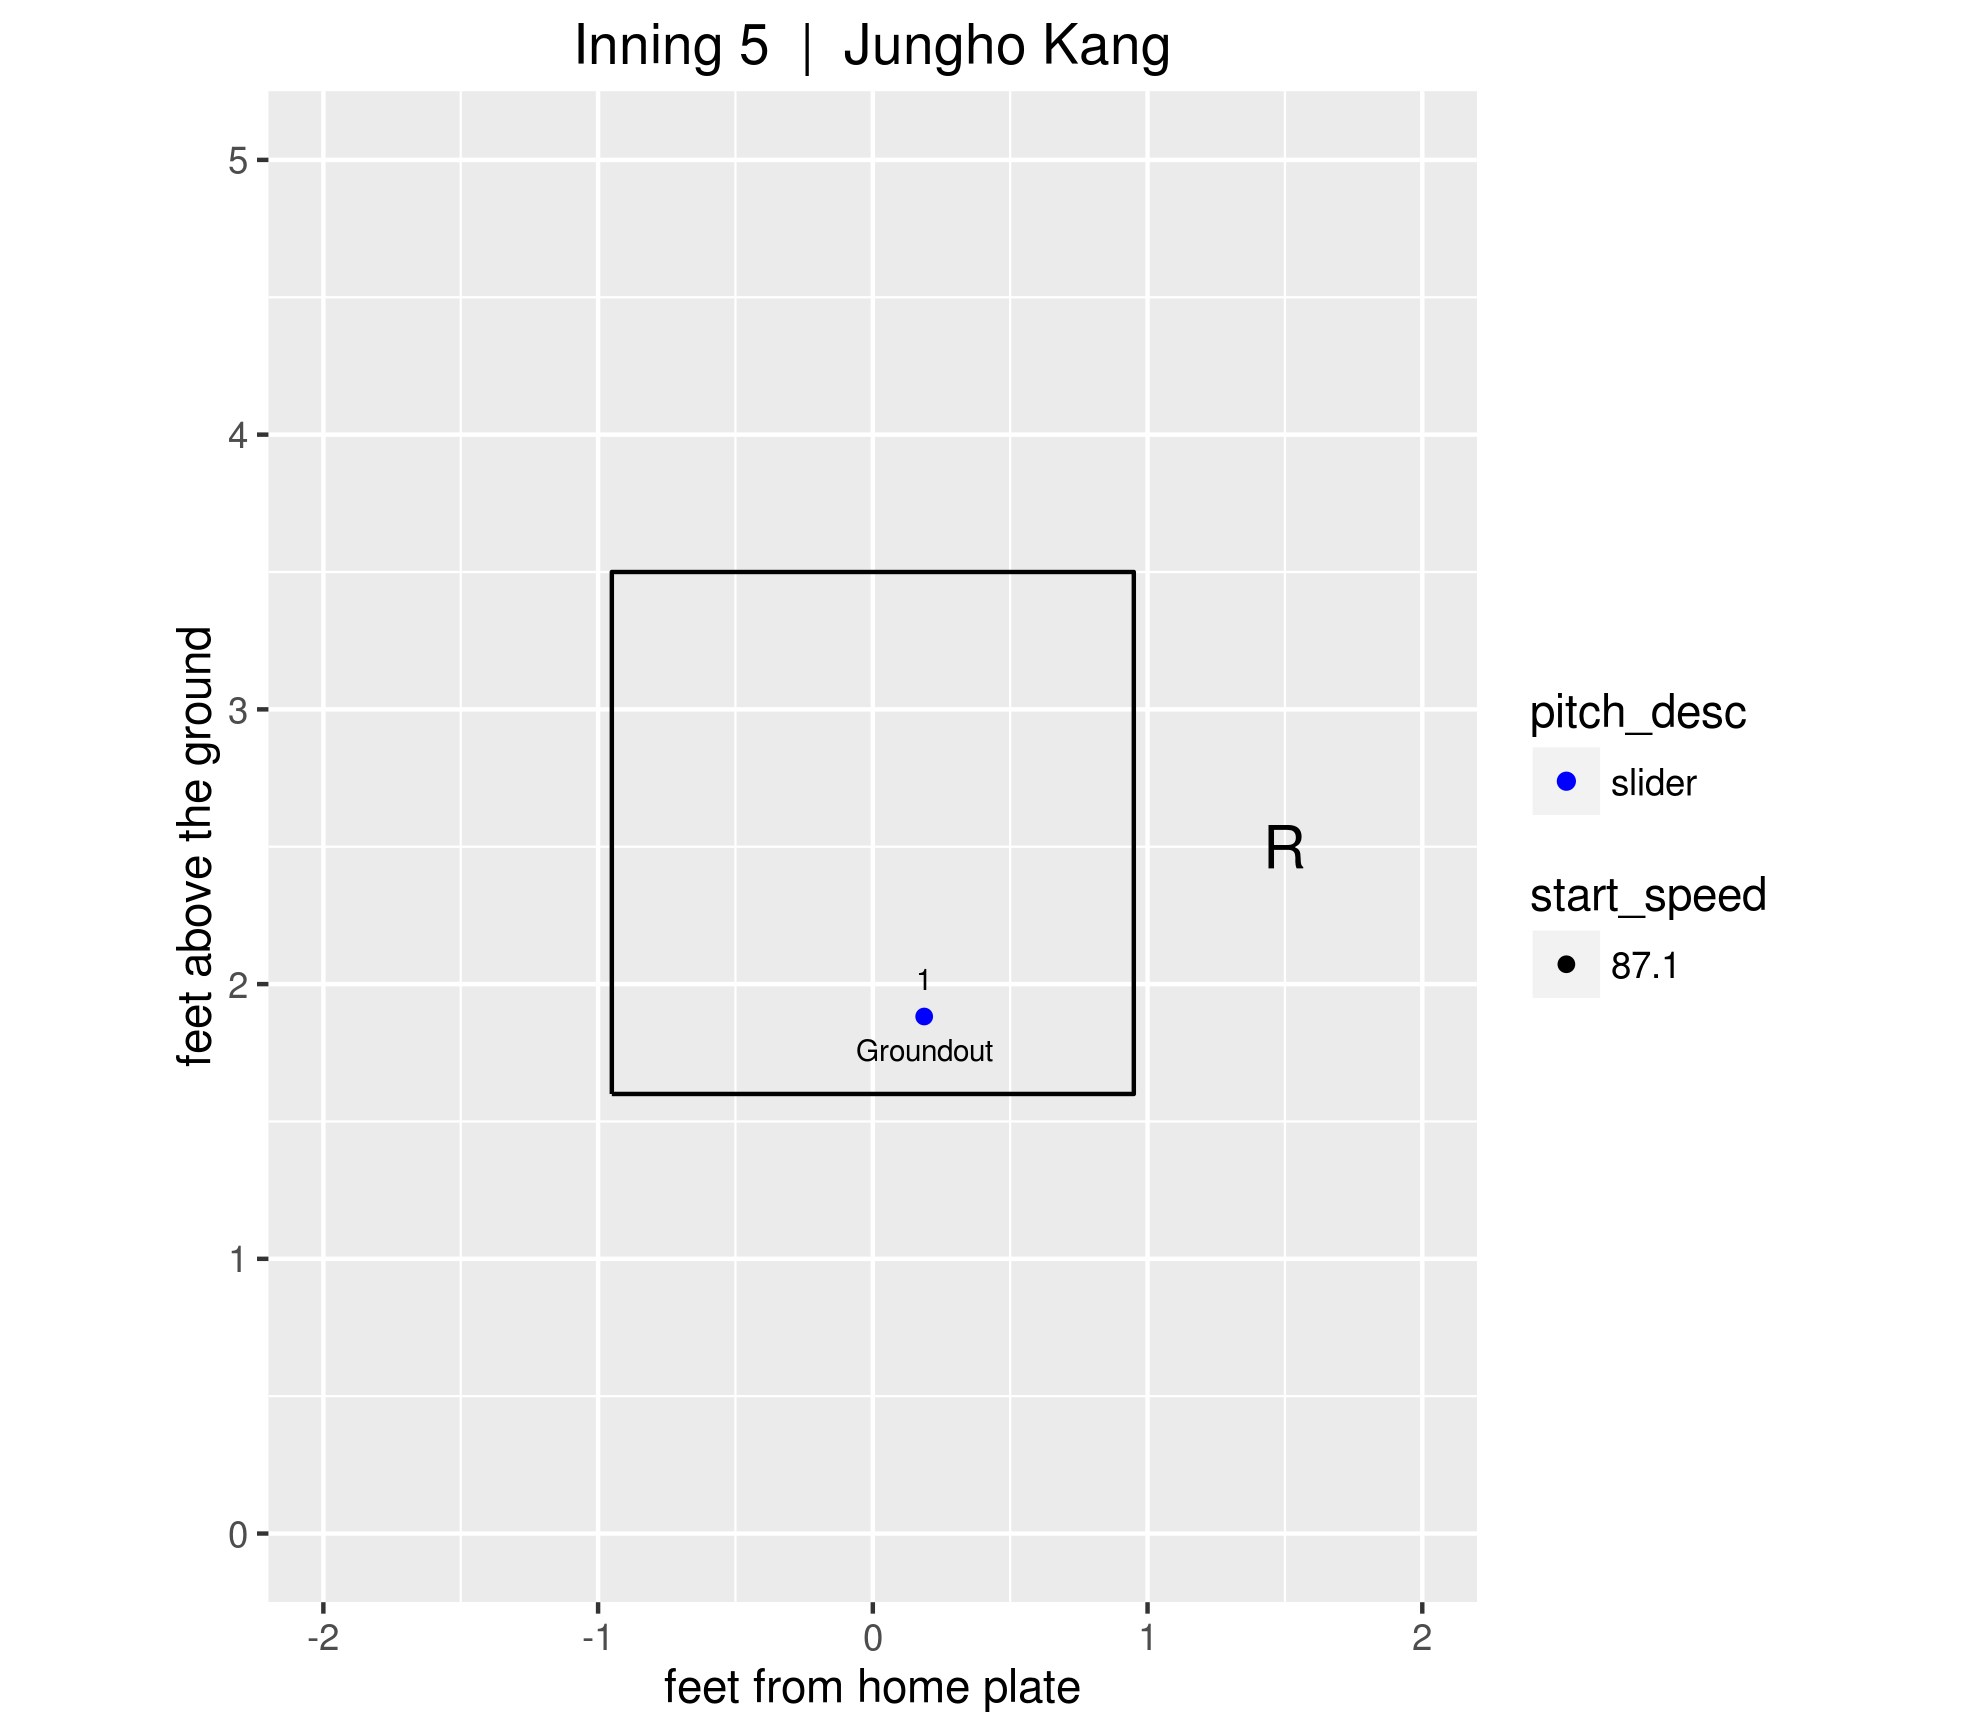 Inning 5 | Jungho Kang
feet above the ground
5
4
3
2
1
0
R
1
Groundout
-2
-1
0
1
2
feet from home plate
pitch_desc
slider
start_speed
87.1